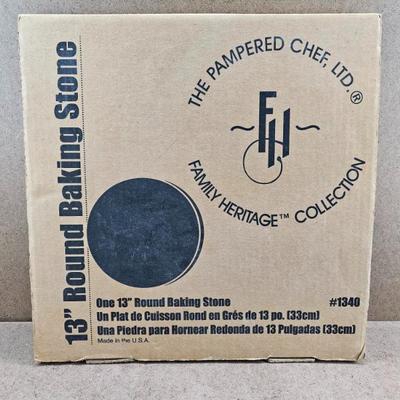 13" Round Baking Stone
THE PAMPERED CHEF, LTD.®
FH
FAMILY HERITAGE™ COLLECTION
One 13" Round Baking Stone #1340
Un Plat de Cuisson Rond en Grés de 13 po. (33cm)
Una Piedra para Hornear Redonda de 13 Pulgadas (33cm)
Made in the U.S.A.